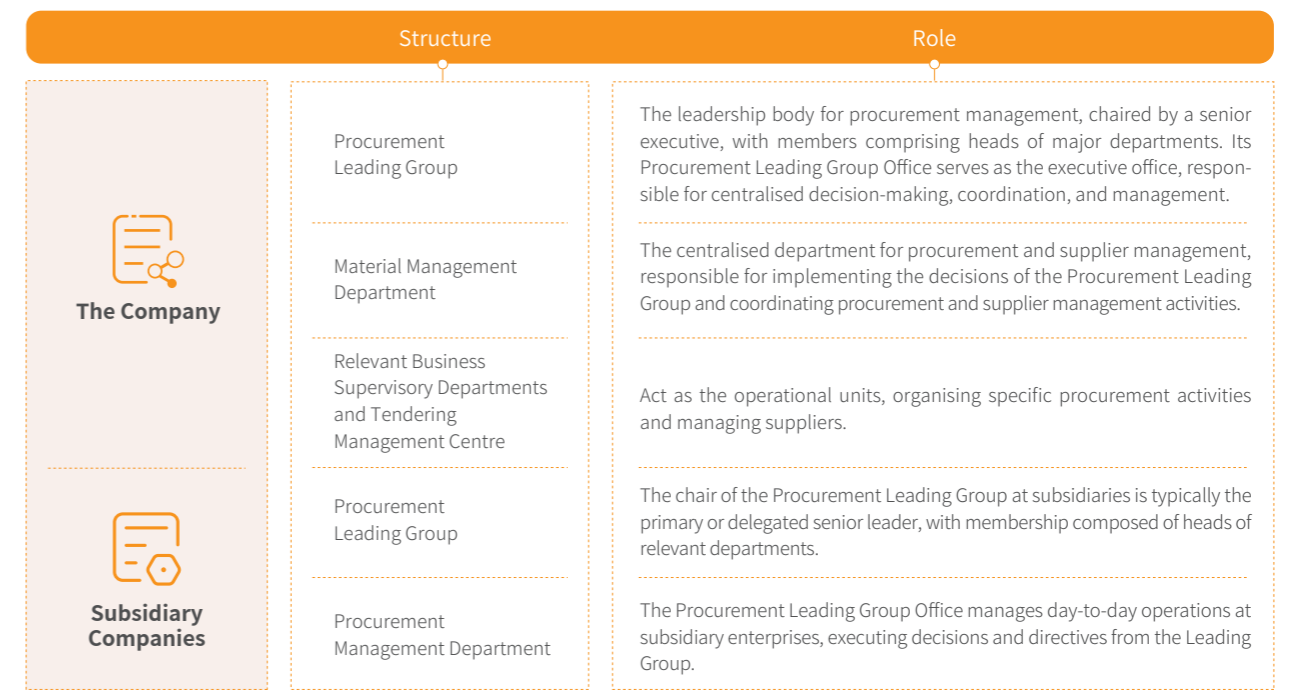 Structure
Role
The Company
Procurement
Leading Group
The leadership body for procurement management, chaired by a senior
executive, with members comprising heads of major departments. Its
Procurement Leading Group Office serves as the executive office, respon-
sible for centralised decision-making, coordination, and management.
Material Management
Department
The centralised department for procurement and supplier management,
responsible for implementing the decisions of the Procurement Leading
Group and coordinating procurement and supplier management activities.
Relevant Business
Supervisory Departments
and Tendering
Management Centre
Act as the operational units, organising specific procurement activities
and managing suppliers.
Subsidiary
Companies
Procurement
Leading Group
The chair of the Procurement Leading Group at subsidiaries is typically the
primary or delegated senior leader, with membership composed of heads of
relevant departments.
Procurement
Management Department
The Procurement Leading Group Office manages day-to-day operations at
subsidiary enterprises, executing decisions and directives from the Leading
Group.